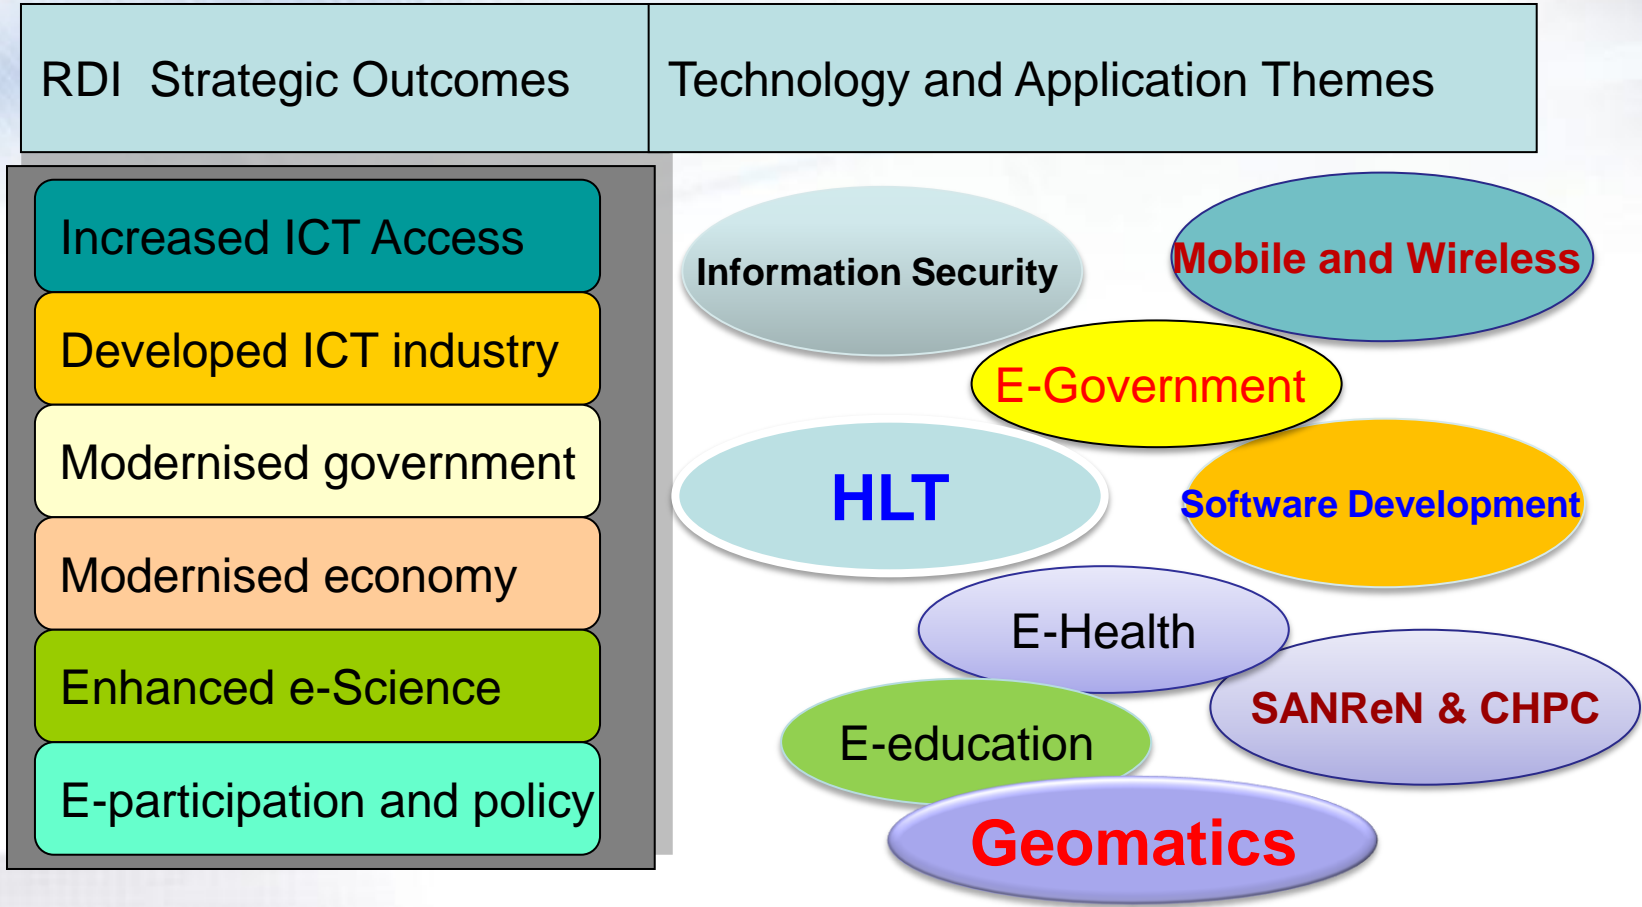 RDI Strategic Outcomes
Technology and Application Themes
Increased ICT Access
Developed ICT industry
Modernised government
Modernised economy
Enhanced e-Science
E-participation and policy
Information Security
Mobile and Wireless
E-Government
HLT
Software Development
E-Health
SANReN & CHPC
E-education
Geomatics